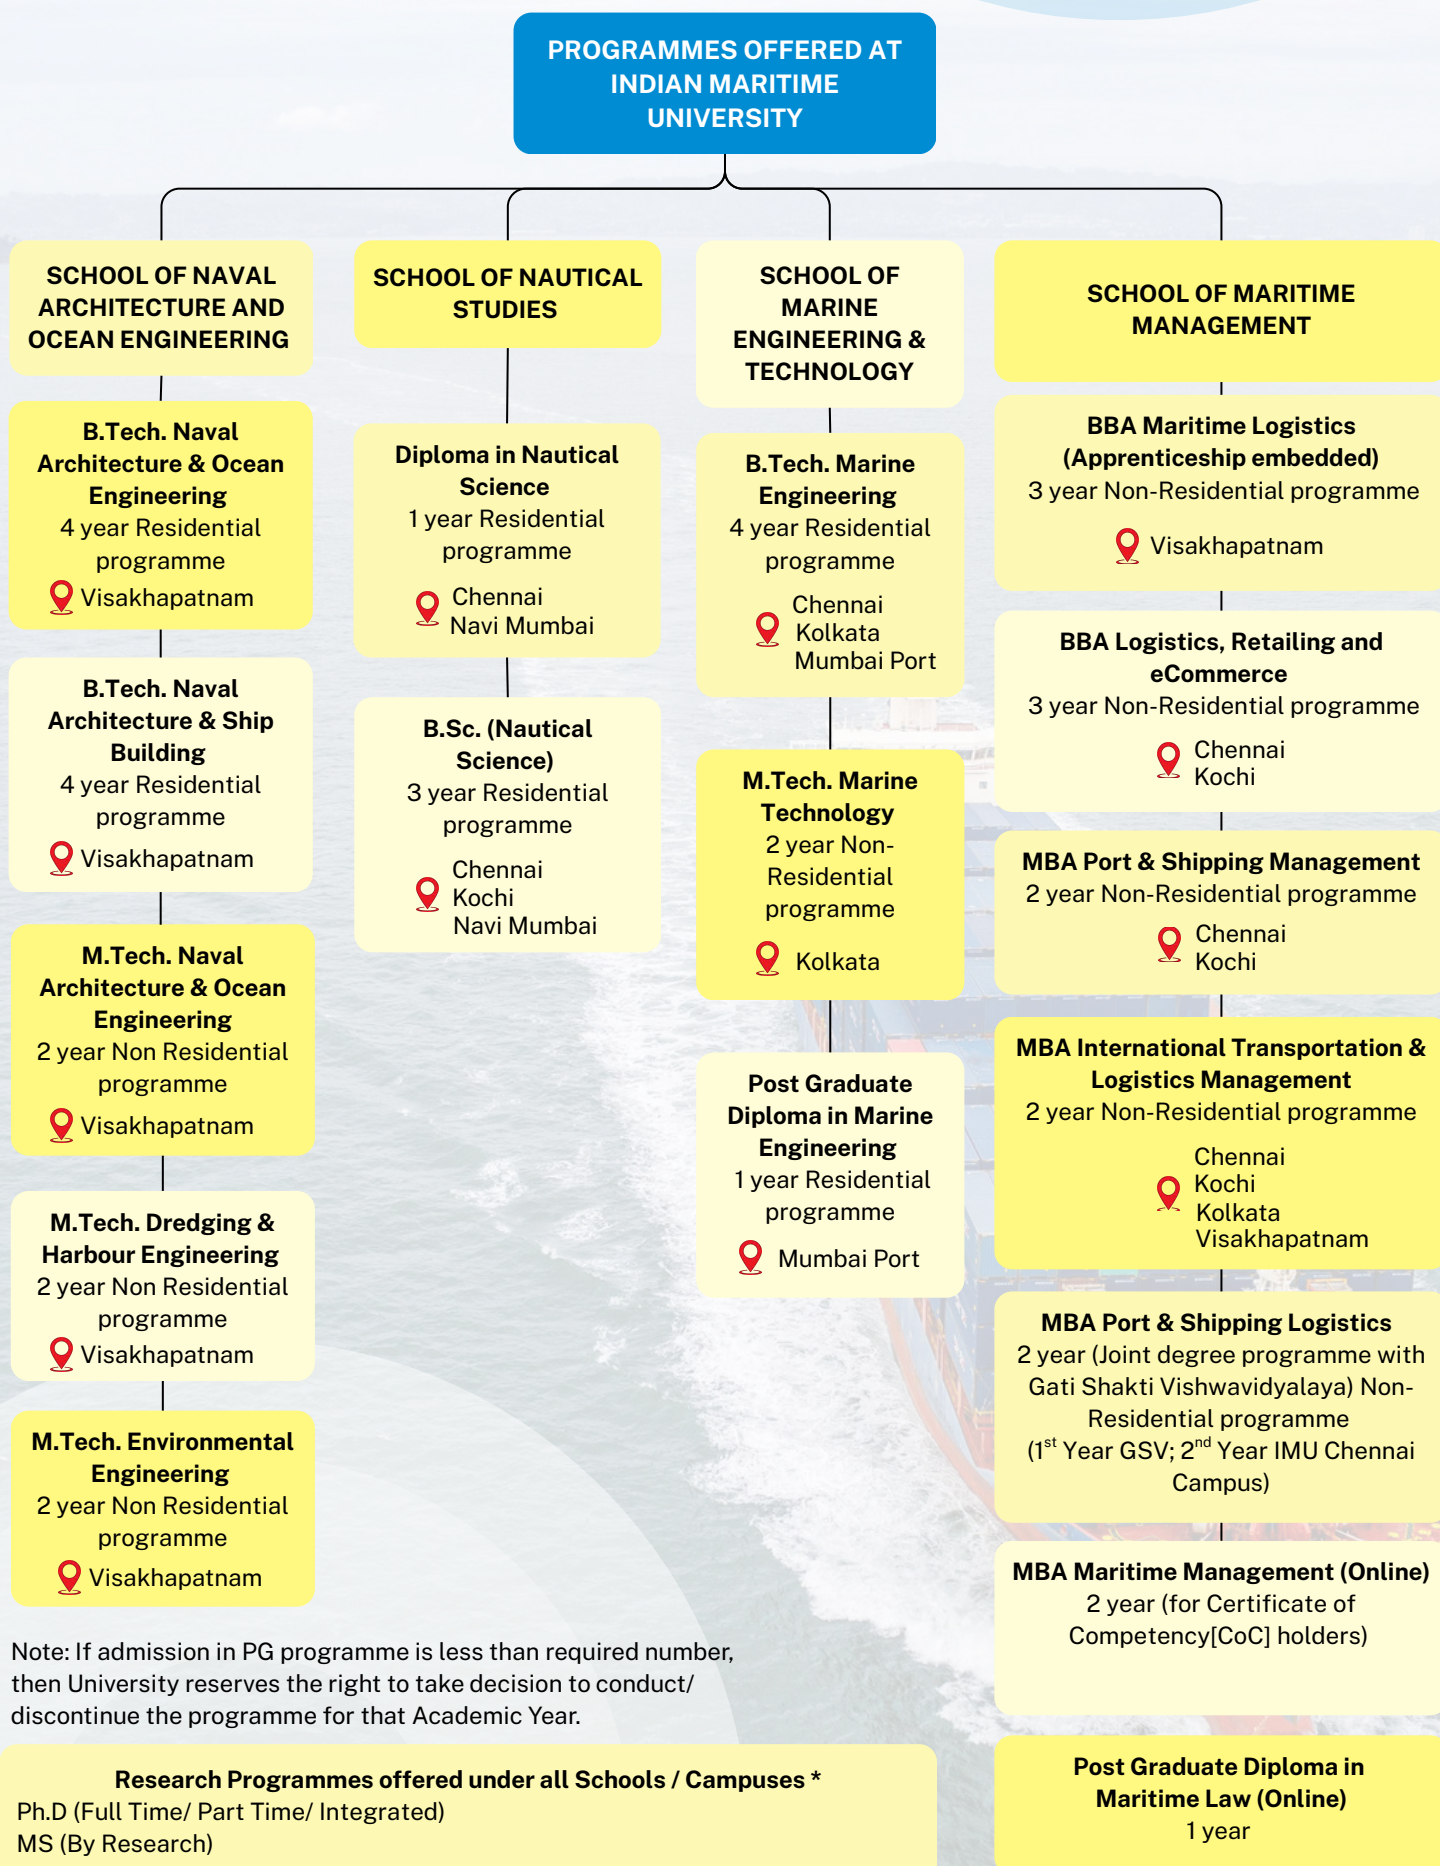 PROGRAMMES OFFERED AT
INDIAN MARITIME
UNIVERSITY
SCHOOL OF NAVAL
ARCHITECTURE AND
OCEAN ENGINEERING
B.Tech. Naval
Architecture & Ocean
Engineering
4 year Residential
programme
Visakhapatnam
B.Tech. Naval
Architecture & Ship
Building
4 year Residential
programme
Visakhapatnam
M.Tech. Naval
Architecture & Ocean
Engineering
2 year Non Residential
programme
Visakhapatnam
M.Tech. Dredging &
Harbour Engineering
2 year Non Residential
programme
Visakhapatnam
M.Tech. Environmental
Engineering
2 year Non Residential
programme
Visakhapatnam
SCHOOL OF NAUTICAL
STUDIES
Diploma in Nautical
Science
1 year Residential
programme
Chennai
Navi Mumbai
B.Sc. (Nautical
Science)
3 year Residential
programme
Chennai
Kochi
Navi Mumbai
SCHOOL OF
MARINE
ENGINEERING &
TECHNOLOGY
B.Tech. Marine
Engineering
4 year Residential
programme
Chennai
Kolkata
Mumbai Port
M.Tech. Marine
Technology
2 year Non-
Residential
programme
Kolkata
Post Graduate
Diploma in Marine
Engineering
1 year Residential
programme
Mumbai Port
SCHOOL OF MARITIME
MANAGEMENT
BBA Maritime Logistics
(Apprenticeship embedded)
3 year Non-Residential programme
Visakhapatnam
BBA Logistics, Retailing and
eCommerce
3 year Non-Residential programme
Chennai
Kochi
MBA Port & Shipping Management
2 year Non-Residential programme
Chennai
Kochi
MBA International Transportation &
Logistics Management
2 year Non-Residential programme
Chennai
Kochi
Kolkata
Visakhapatnam
MBA Port & Shipping Logistics
2 year (Joint degree programme with
Gati Shakti Vishwavidyalaya) Non-
Residential programme
(1st Year GSV; 2nd Year IMU Chennai
Campus)
MBA Maritime Management (Online)
2 year (for Certificate of
Competency[CoC] holders)
Post Graduate Diploma in
Maritime Law (Online)
1 year
Note: If admission in PG programme is less than required number,
then University reserves the right to take decision to conduct/
discontinue the programme for that Academic Year.
Research Programmes offered under all Schools / Campuses *
Ph.D (Full Time/ Part Time/ Integrated)
MS (By Research)